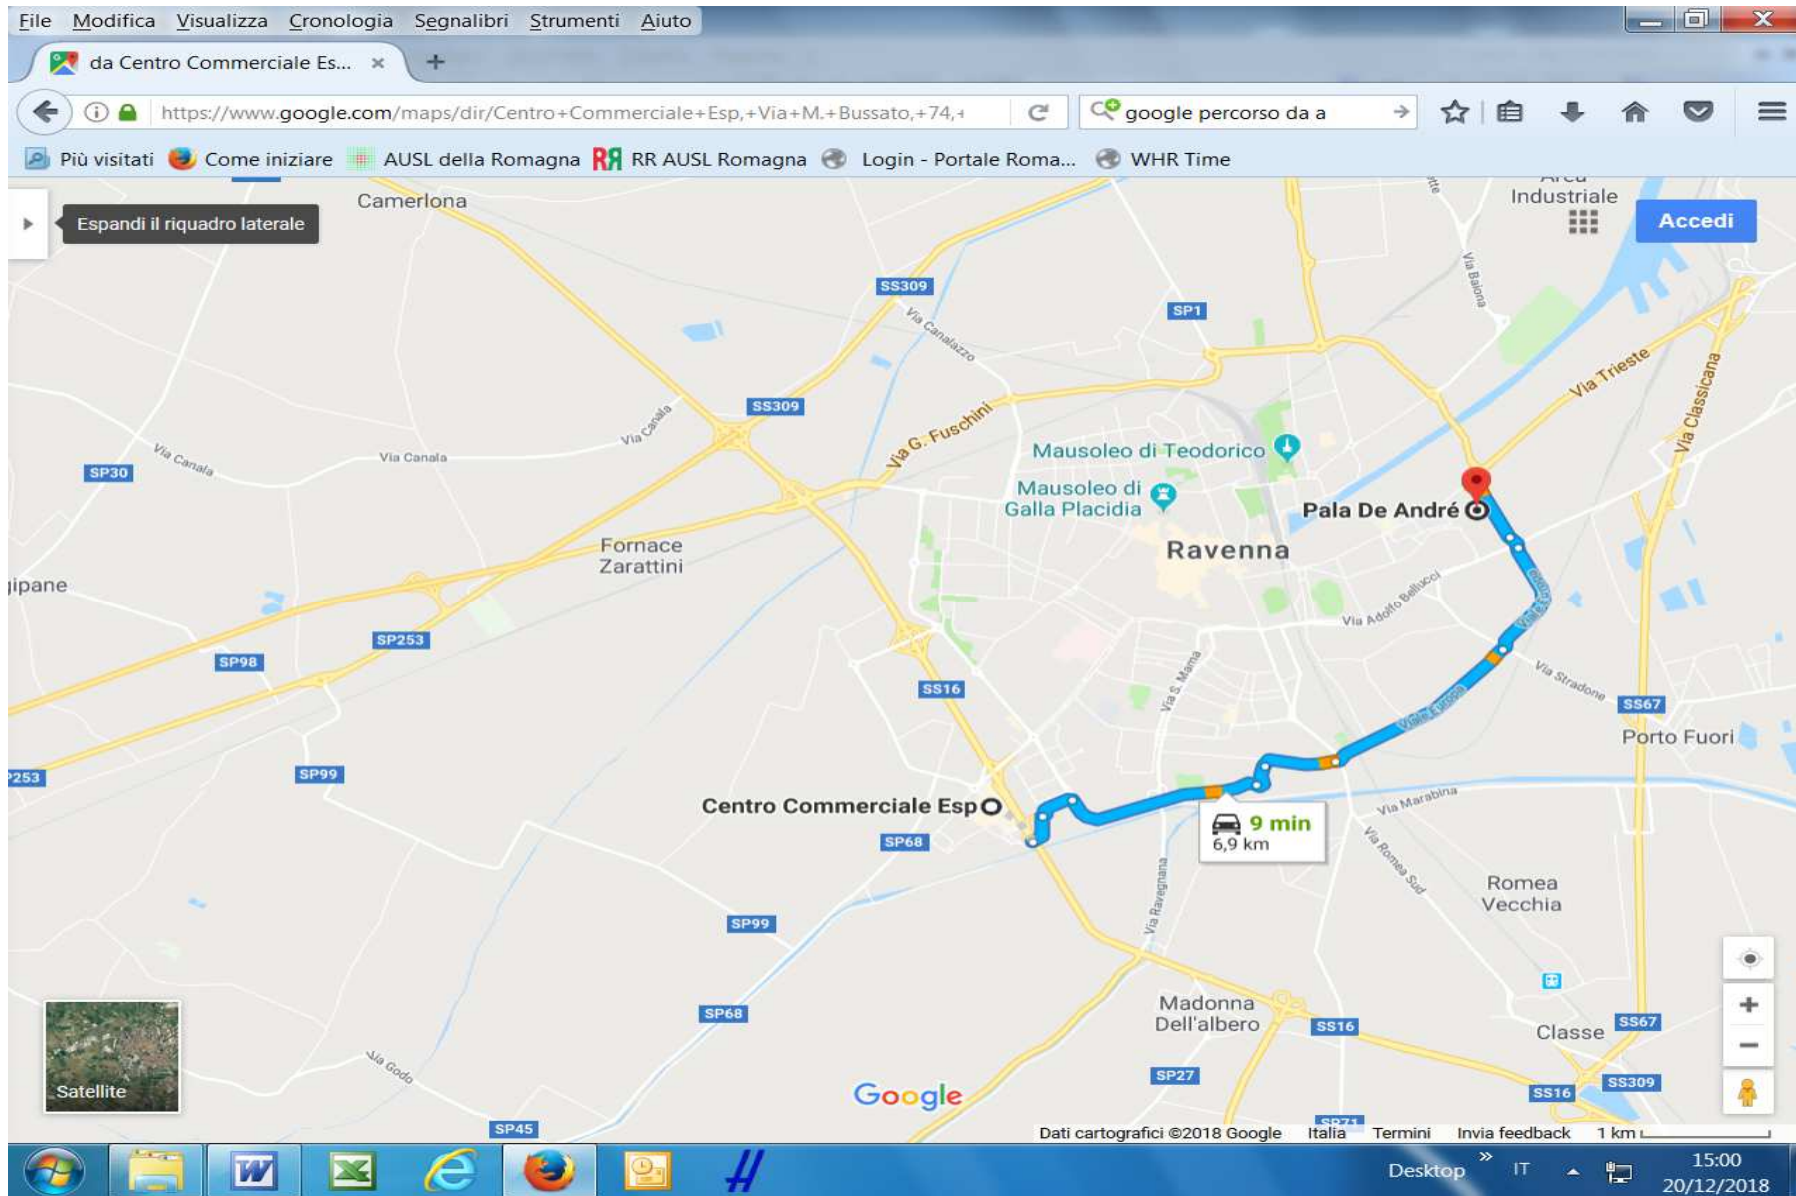 File Modifica Visualizza Cronologia Segnalibri Strumenti Aiuto
da Centro Commerciale Es...
https://www.google.com/maps/dir/Centro+Commerciale+Esp,+Via+M.+Bussato,+74,+
google percorso da a
Più visitati Come iniziare AUSL della Romagna RR AUSL Romagna Login - Portale Roma... WHR Time
Espandi il riquadro laterale
Camerlona
Industriale
Accedi
Via Baiona
SS309
SP1
Via Canalazzo
Via Trieste
Via Classicana
SS309
Via Canala
Via G. Fuschini
Mausoleo di Teodorico
Via Canala
Via Canala
SP30
Mausoleo di
Galla Placidia
Pala De André
Ravenna
Fornace
Zarattini
Via Adolfo Bellucci
SP253
SP98
SS16
Via S. Mama
Via Stradone
Viale Europa
SS67
Porto Fuori
SP99
Centro Commerciale Esp
Via Marabina
9 min
6,9 km
SP68
Via Romea Sud
Via Ravegnana
Romea
Vecchia
SP99
Madonna
Dell'albero
SP68
SS16
Classe
SS67
Via Godo
SP27
SS309
SS16
Satellite
Google
SP45
SP71
Dati cartografici ©2018 Google Italia Termini Invia feedback 1 km
Desktop » IT 15:00
20/12/2018